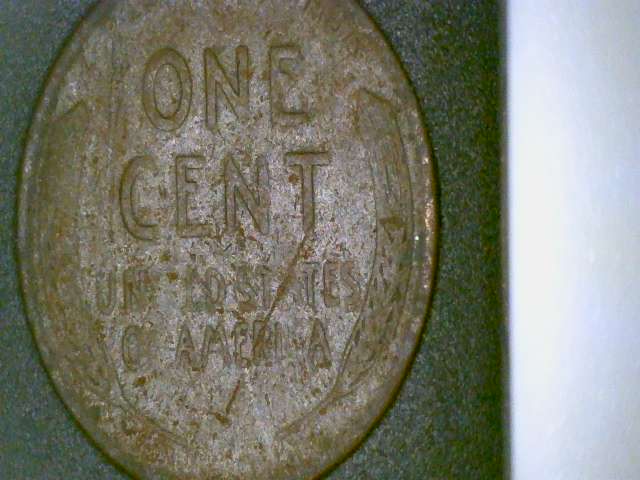 ONE
CENT
UNITED STATES
OF AMERICA